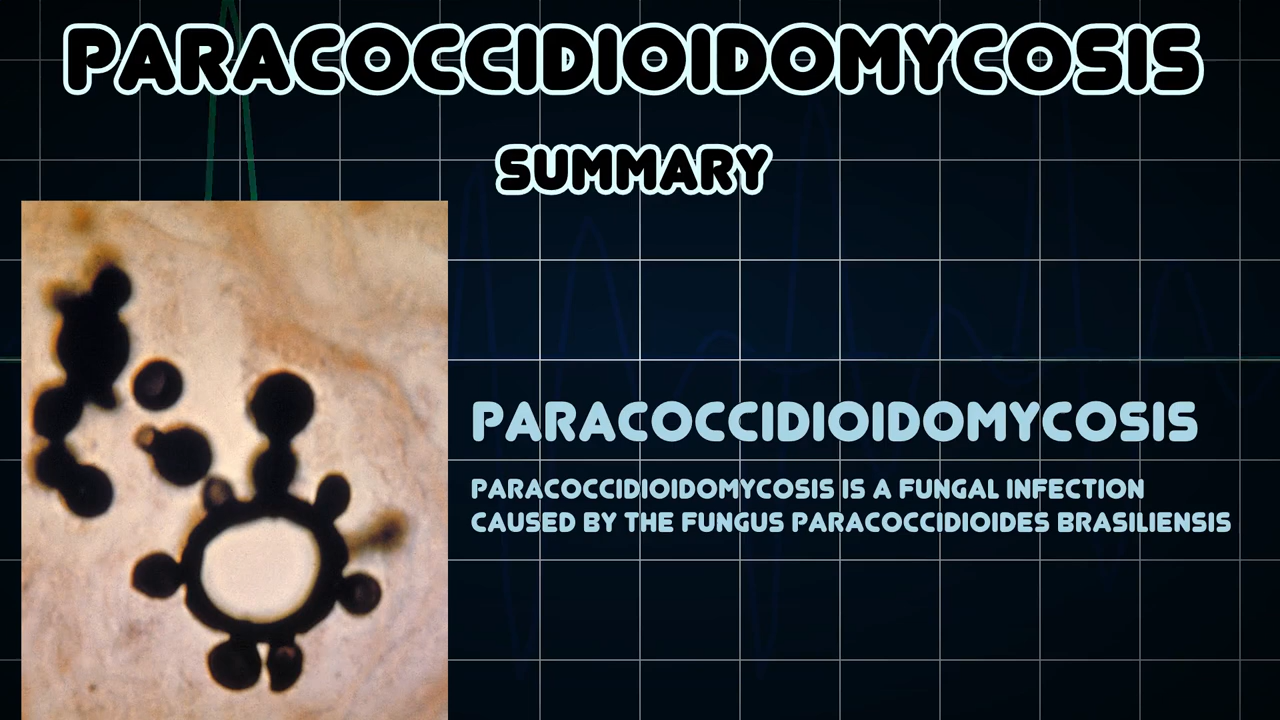 PARACOCCIDIOIDOMYCOSIS
SUMMARY
PARACOCCIDIOIDOMYCOSIS
PARACOCCIDIOIDOMYCOSIS IS A FUNGAL INFECTION
CAUSED BY THE FUNGUS PARACOCCIDIOIDES BRASILIENSIS